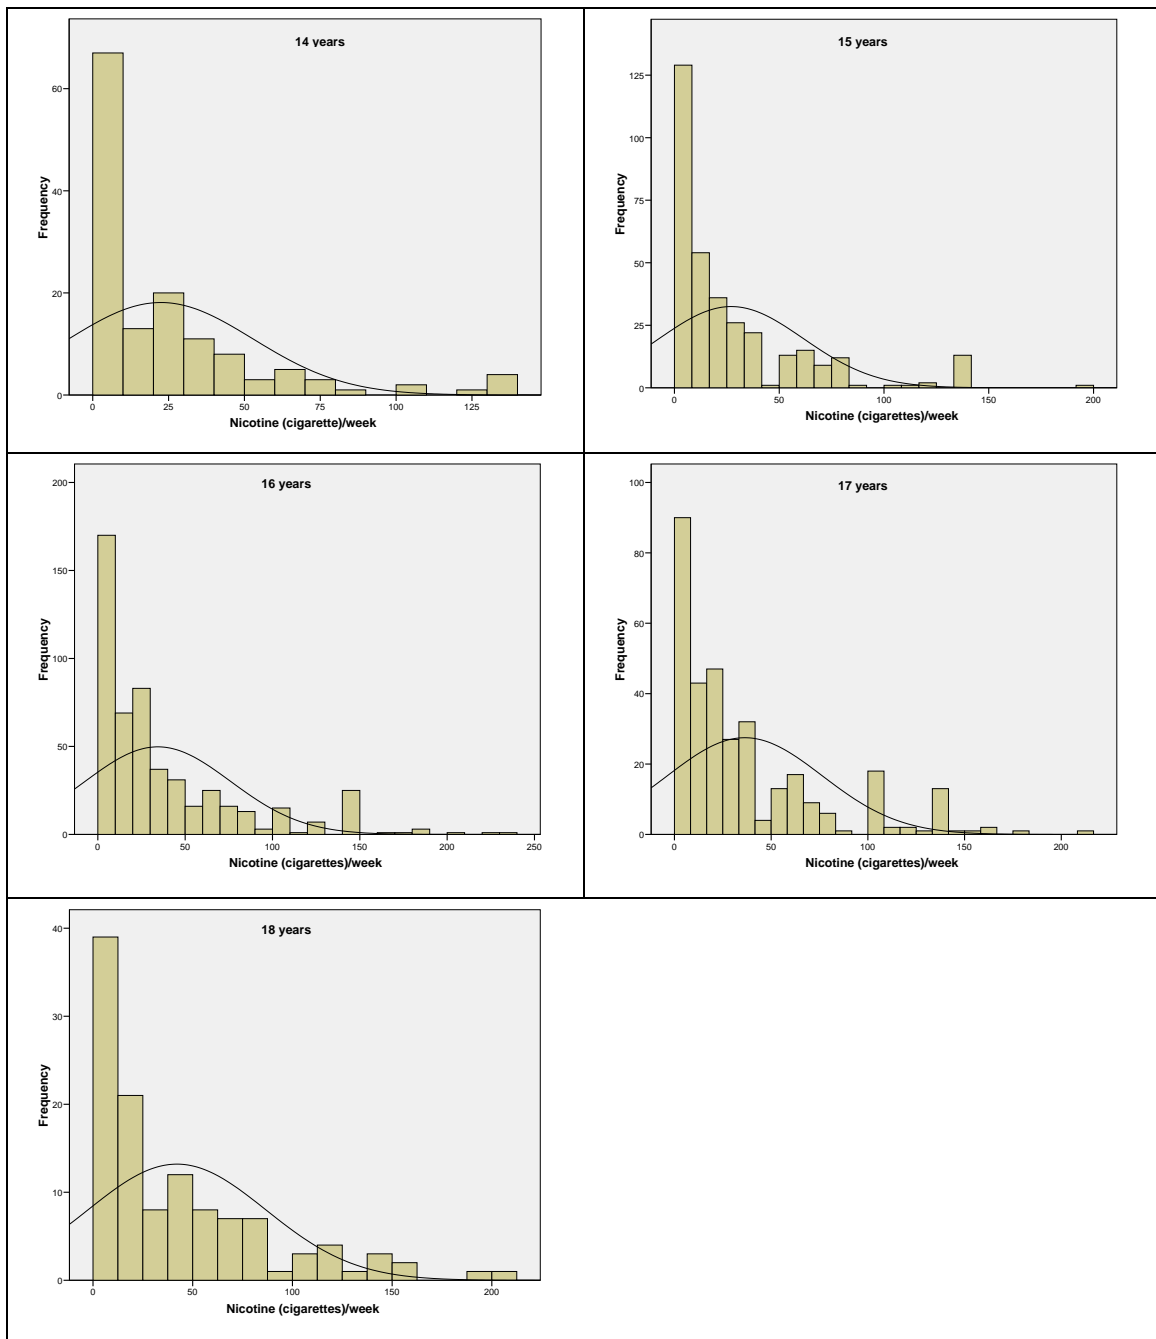 14 years
60
40
20
0
Frequency
0 25 50 75 100 125
Nicotine (cigarette)/week
15 years
125
100
75
50
25
0
Frequency
0 50 100 150 200
Nicotine (cigarettes)/week
16 years
200
150
100
50
0
Frequency
0 50 100 150 200 250
Nicotine (cigarettes)/week
17 years
100
80
60
40
20
0
Frequency
0 50 100 150 200
Nicotine (cigarettes)/week
18 years
40
30
20
10
0
Frequency
0 50 100 150 200
Nicotine (cigarettes)/week